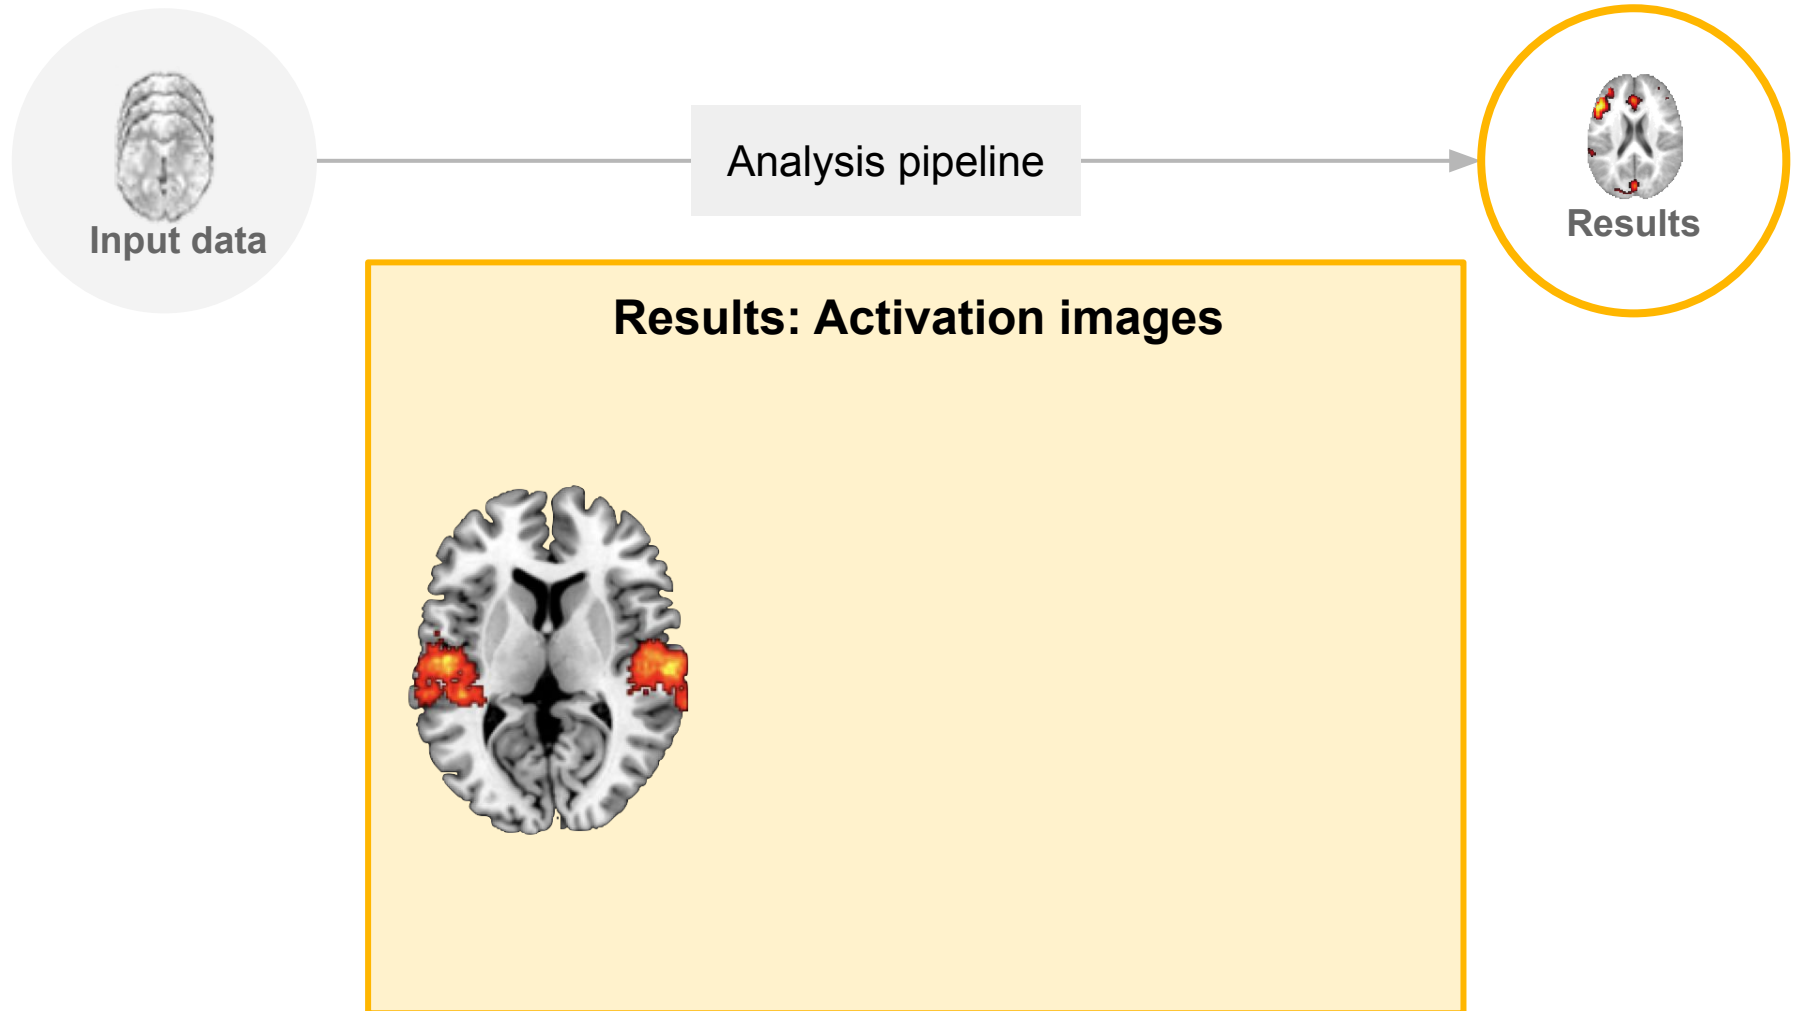 Input data
Analysis pipeline
Results
Results: Activation images